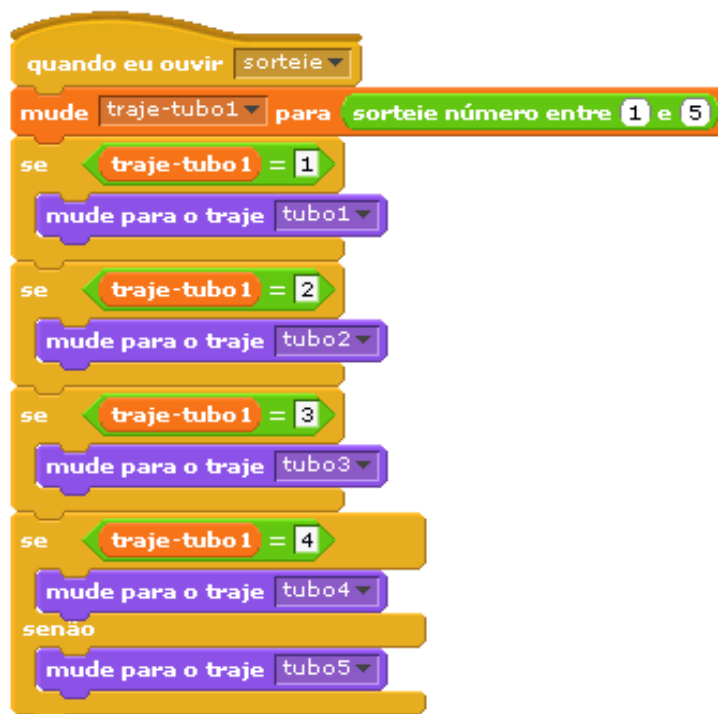 quando eu ouvir sorteie
mude traje-tubo1 para sorteie número entre 1 e 5
se traje-tubo1 = 1
mude para o traje tubo1
se traje-tubo1 = 2
mude para o traje tubo2
se traje-tubo1 = 3
mude para o traje tubo3
se traje-tubo1 = 4
mude para o traje tubo4
senão
mude para o traje tubo5